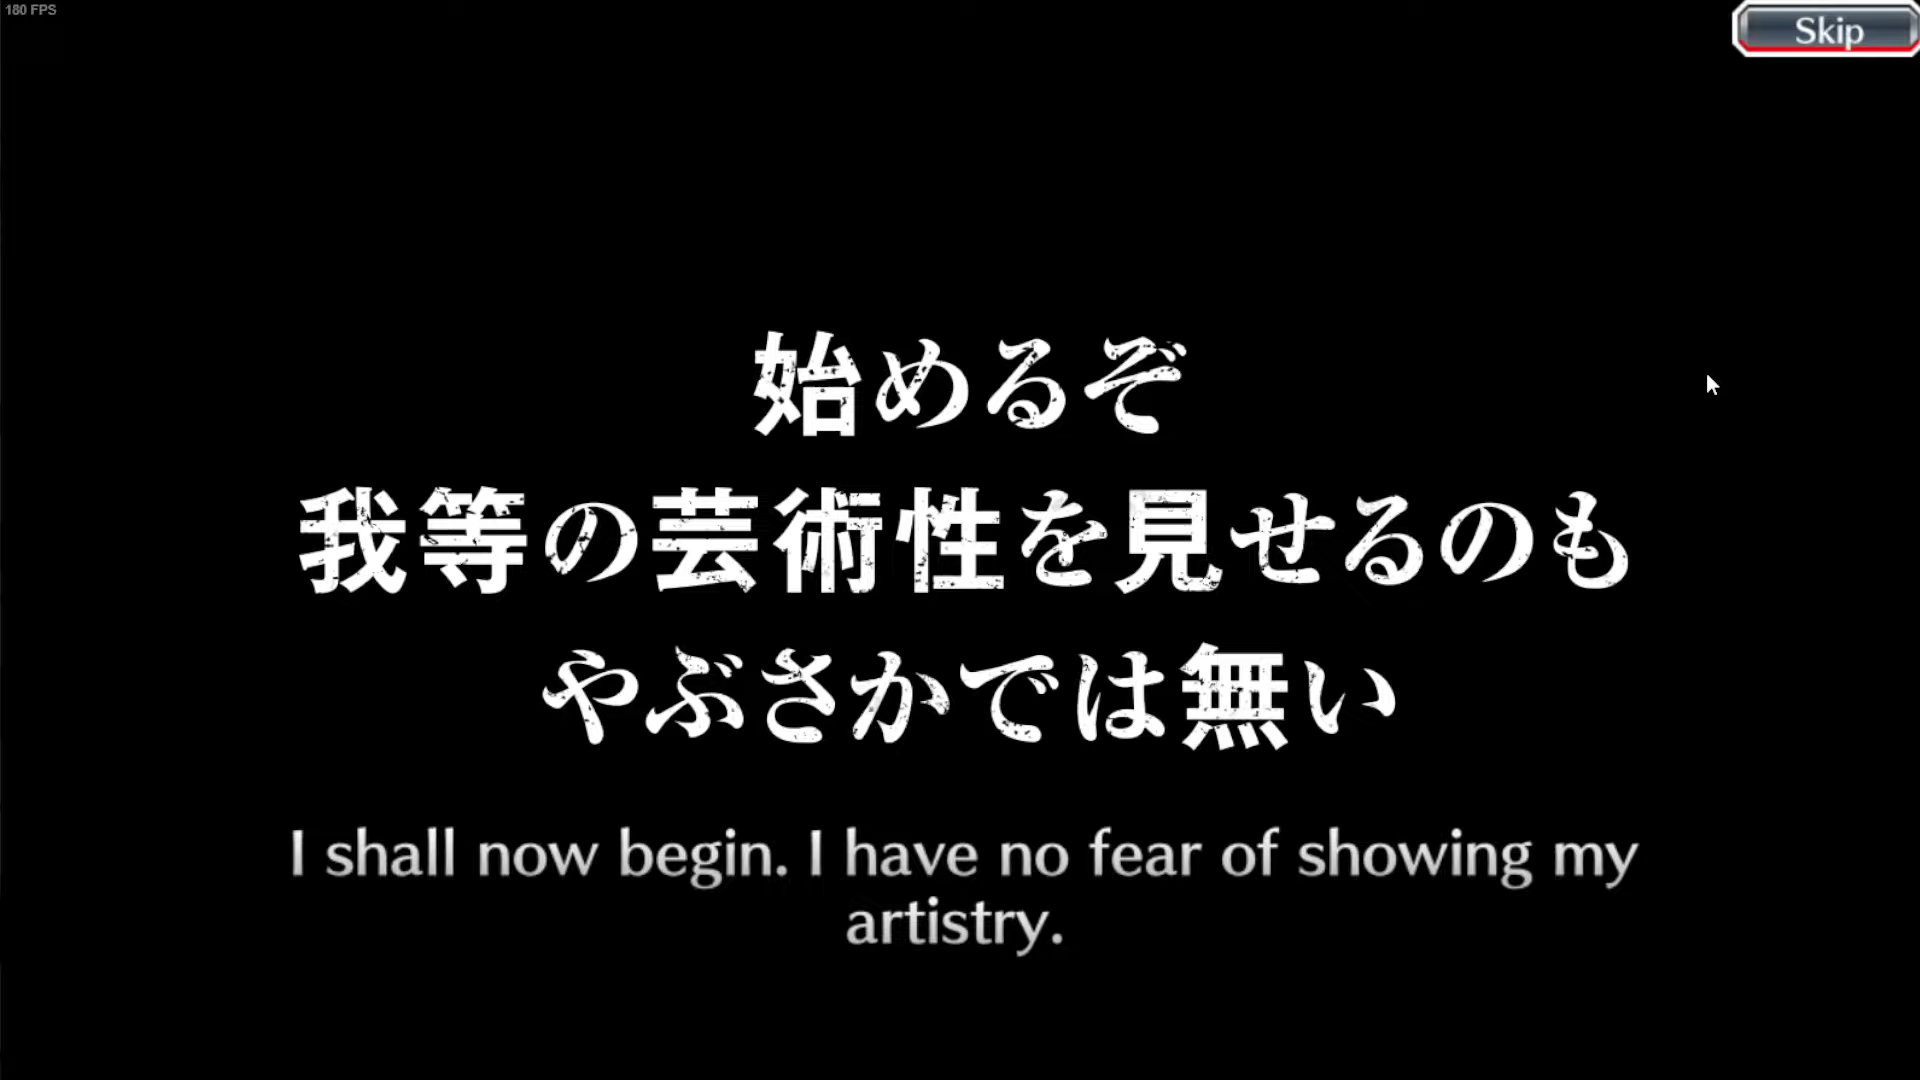 180 FPS
Skip
始めるぞ
我等の芸術性を見せるのも
やぶさかでは無い
I shall now begin. I have no fear of showing my
artistry.